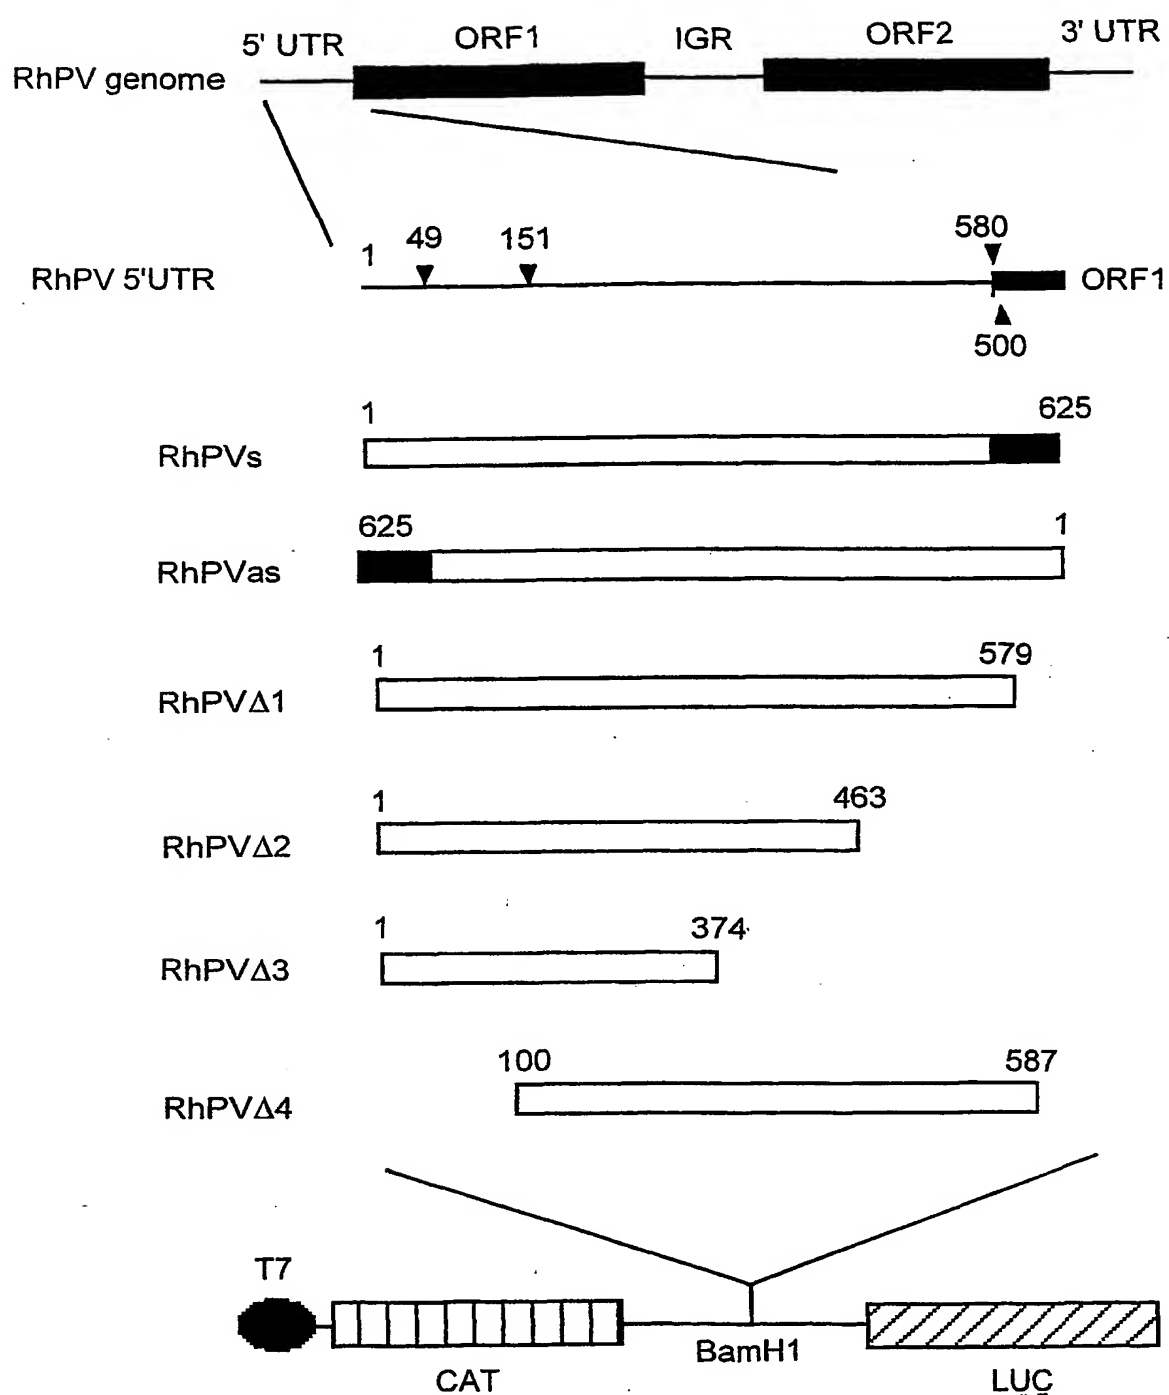 5' UTR ORF1 IGR ORF2 3' UTR
RhPV genome
1 49 151 580
RhPV 5'UTR ORF1
500
1 625
RhPVs
625 1
RhPVas
1 579
RhPVΔ1
1 463
RhPVΔ2
1 374
RhPVΔ3
100 587
RhPVΔ4
T7
BamH1
CAT LUC